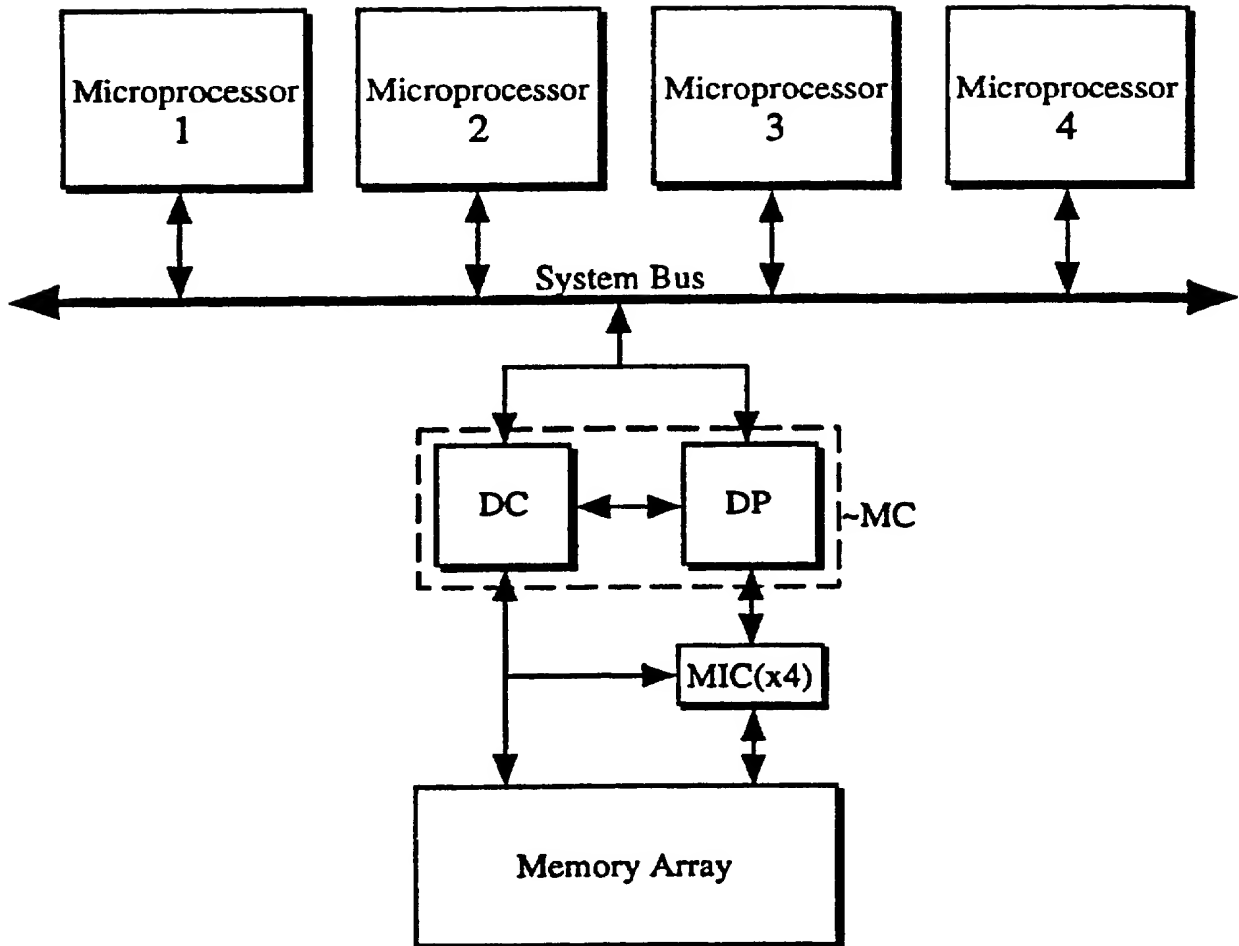 Microprocessor
1
Microprocessor
2
Microprocessor
3
Microprocessor
4
System Bus
DC
DP
~MC
MIC(x4)
Memory Array